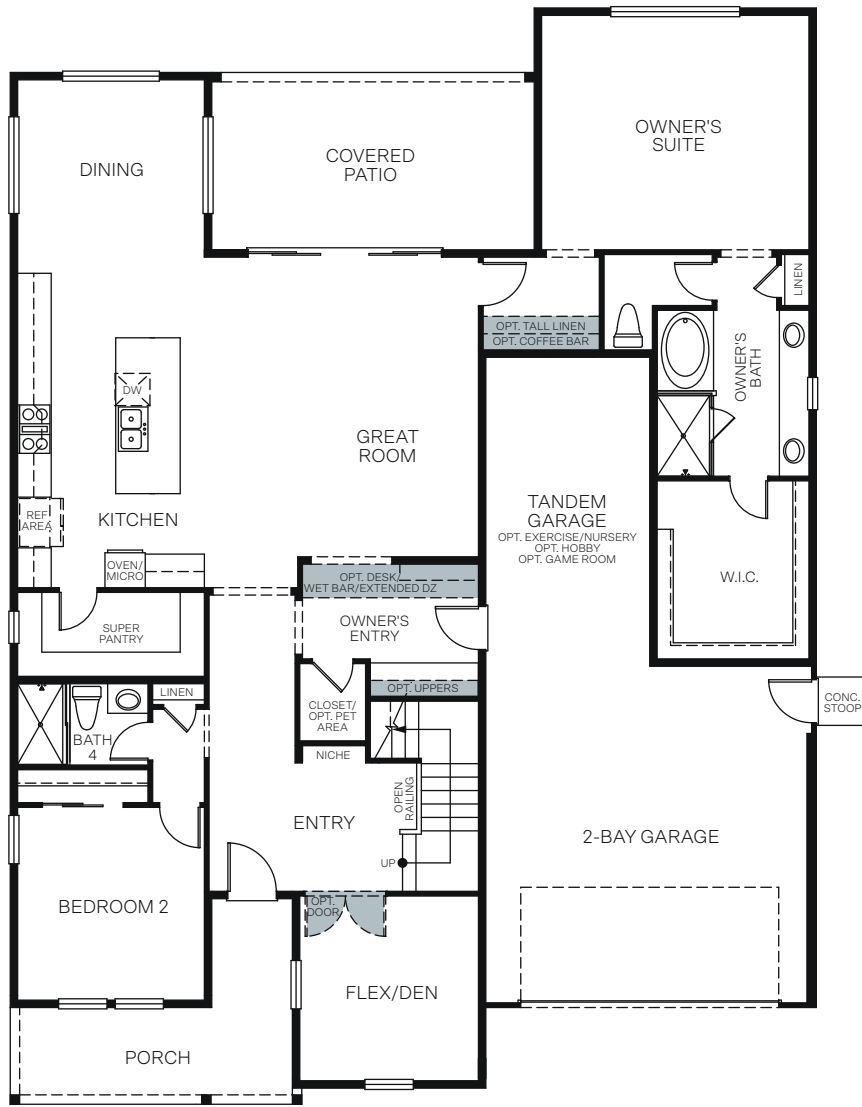 OWNER'S
SUITE
DINING
COVERED
PATIO
LINEN
OPT. TALL LINEN
OPT. COFFEE BAR
OWNER'S
BATH
DW
GREAT
ROOM
REF
AREA
KITCHEN
TANDEM
GARAGE
OPT. EXERCISE/NURSERY
OPT. HOBBY
OPT. GAME ROOM
OVEN/
MICRO
OPT. DESK/
WET BAR/EXTENDED DZ
W.I.C.
SUPER
PANTRY
OWNER'S
ENTRY
OPT. UPPERS
LINEN
CLOSET/
OPT. PET
AREA
CONC.
STOOP
BATH
4
NICHE
OPEN
RAILING
ENTRY
UP
2-BAY GARAGE
BEDROOM 2
OPT.
DOOR
FLEX/DEN
PORCH